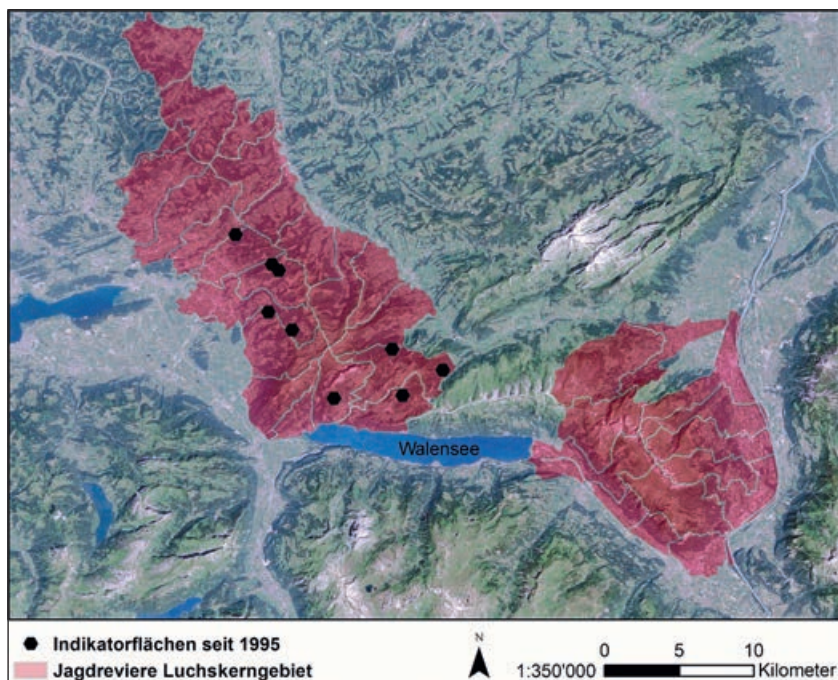 Walensee
Indikatorflächen seit 1995
Jagdreviere Luchskerngebiet
N
1:350'000
0 5 10
Kilometer